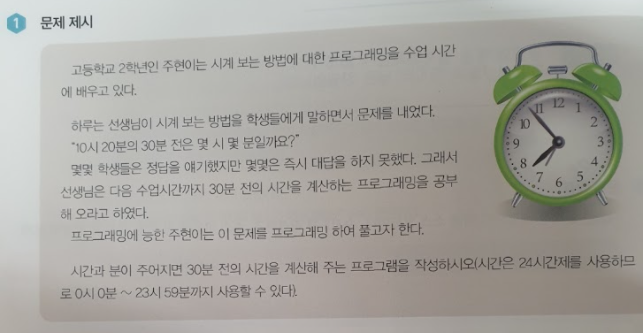 1 문제 제시
고등학교 2학년인 주현이는 시계 보는 방법에 대한 프로그래밍을 수업 시간
에 배우고 있다.
하루는 선생님이 시계 보는 방법을 학생들에게 말하면서 문제를 내었다.
"10시 20분의 30분 전은 몇 시 몇 분일까요?"
몇몇 학생들은 정답을 얘기했지만 몇몇은 즉시 대답을 하지 못했다. 그래서
선생님은 다음 수업시간까지 30분 전의 시간을 계산하는 프로그래밍을 공부
해 오라고 하였다.
프로그래밍에 능한 주현이는 이 문제를 프로그래밍 하여 풀고자 한다.
시간과 분이 주어지면 30분 전의 시간을 계산해 주는 프로그램을 작성하시오(시간은 24시간제를 사용하므
로 0시 0분 ~ 23시 59분까지 사용할 수 있다).
12
1
2
3
4
5
6
7
8
9
10
11